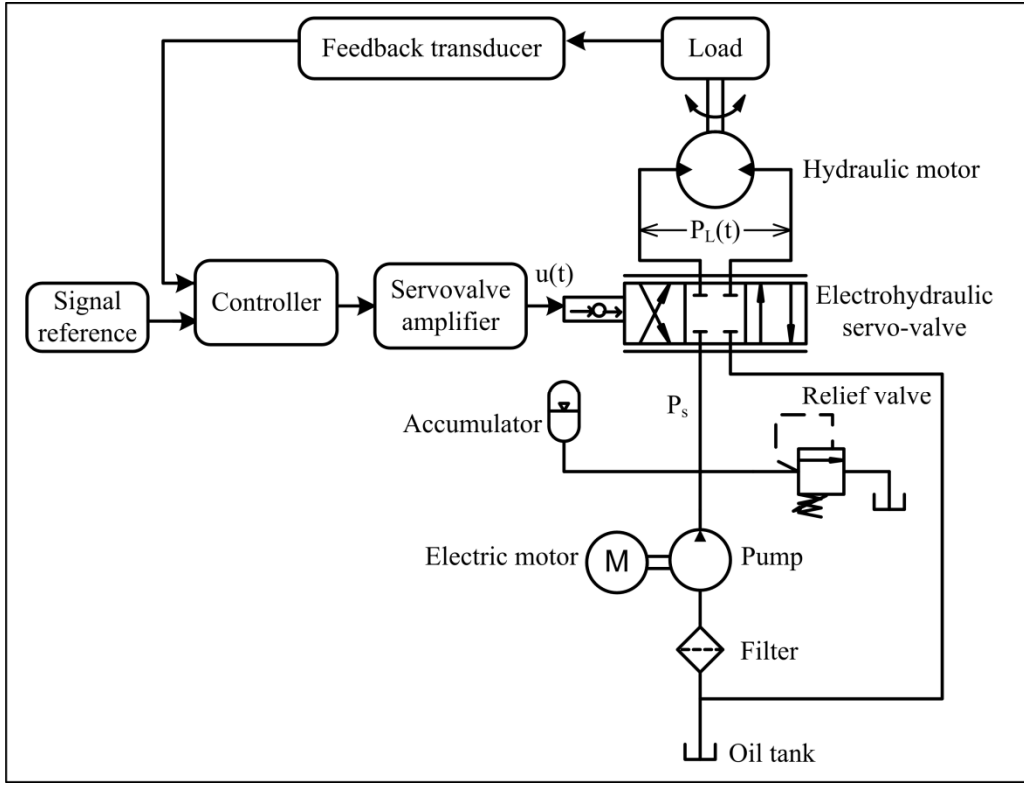 Feedback transducer
Load
Hydraulic motor
P_L(t)
Signal
reference
Controller
Servovalve
amplifier
u(t)
Electrohydraulic
servo-valve
P_s
Relief valve
Accumulator
Electric motor
M
Pump
Filter
Oil tank